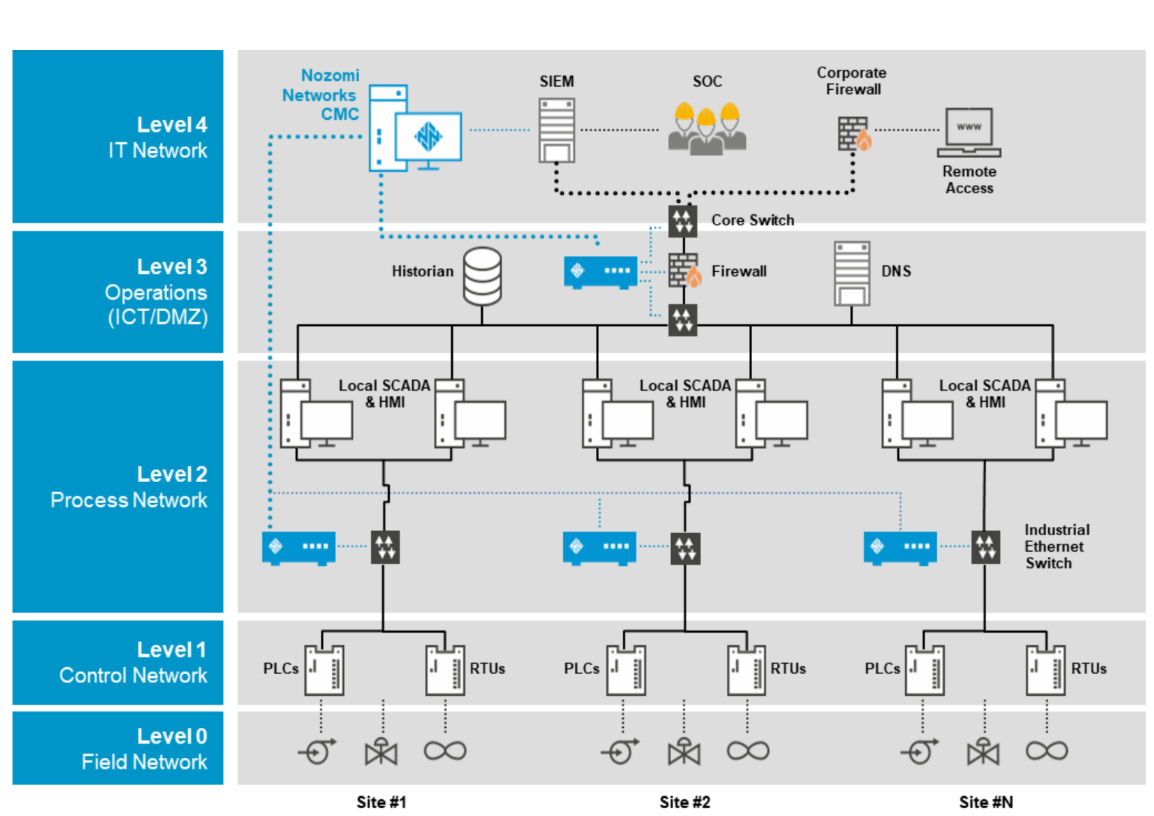 Level 4
IT Network
Nozomi
Networks
CMC
SIEM
SOC
Corporate
Firewall
www
Remote
Access
Core Switch
Level 3
Operations
(ICT/DMZ)
Historian
Firewall
DNS
Level 2
Process Network
Local SCADA
& HMI
Local SCADA
& HMI
Local SCADA
& HMI
Industrial
Ethernet
Switch
Level 1
Control Network
PLCs
RTUs
PLCs
RTUs
PLCs
RTUs
Level 0
Field Network
Site #1
Site #2
Site #N